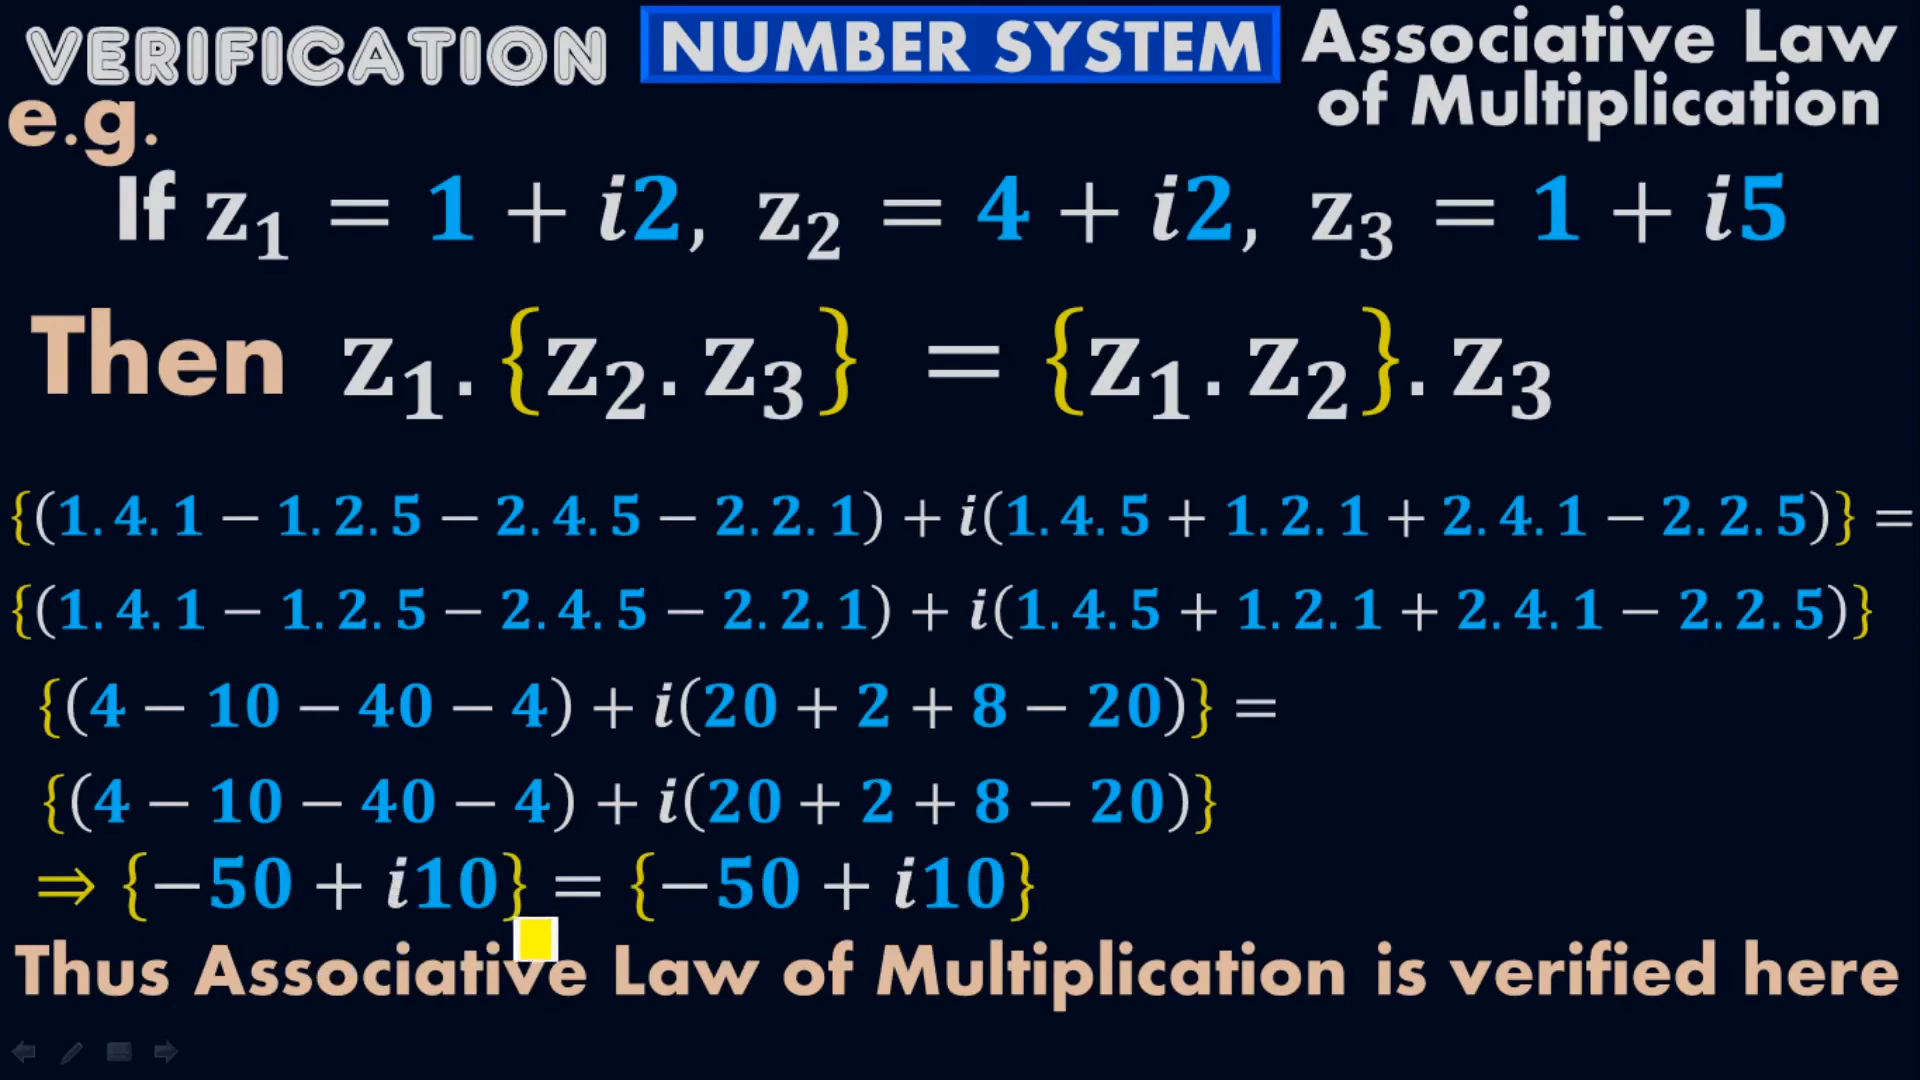 VERIFICATION
NUMBER SYSTEM
Associative Law
of Multiplication
e.g.
If z₁ = 1 + i2, z₂ = 4 + i2, z₃ = 1 + i5
Then z₁. {z₂. z₃} = {z₁. z₂}. z₃
{(1. 4. 1 − 1. 2. 5 − 2. 4. 5 − 2. 2. 1) + i(1. 4. 5 + 1. 2. 1 + 2. 4. 1 − 2. 2. 5)} =
{(1. 4. 1 − 1. 2. 5 − 2. 4. 5 − 2. 2. 1) + i(1. 4. 5 + 1. 2. 1 + 2. 4. 1 − 2. 2. 5)}
{(4 − 10 − 40 − 4) + i(20 + 2 + 8 − 20)} =
{(4 − 10 − 40 − 4) + i(20 + 2 + 8 − 20)}
⇒ {−50 + i10} = {−50 + i10}
Thus Associative Law of Multiplication is verified here